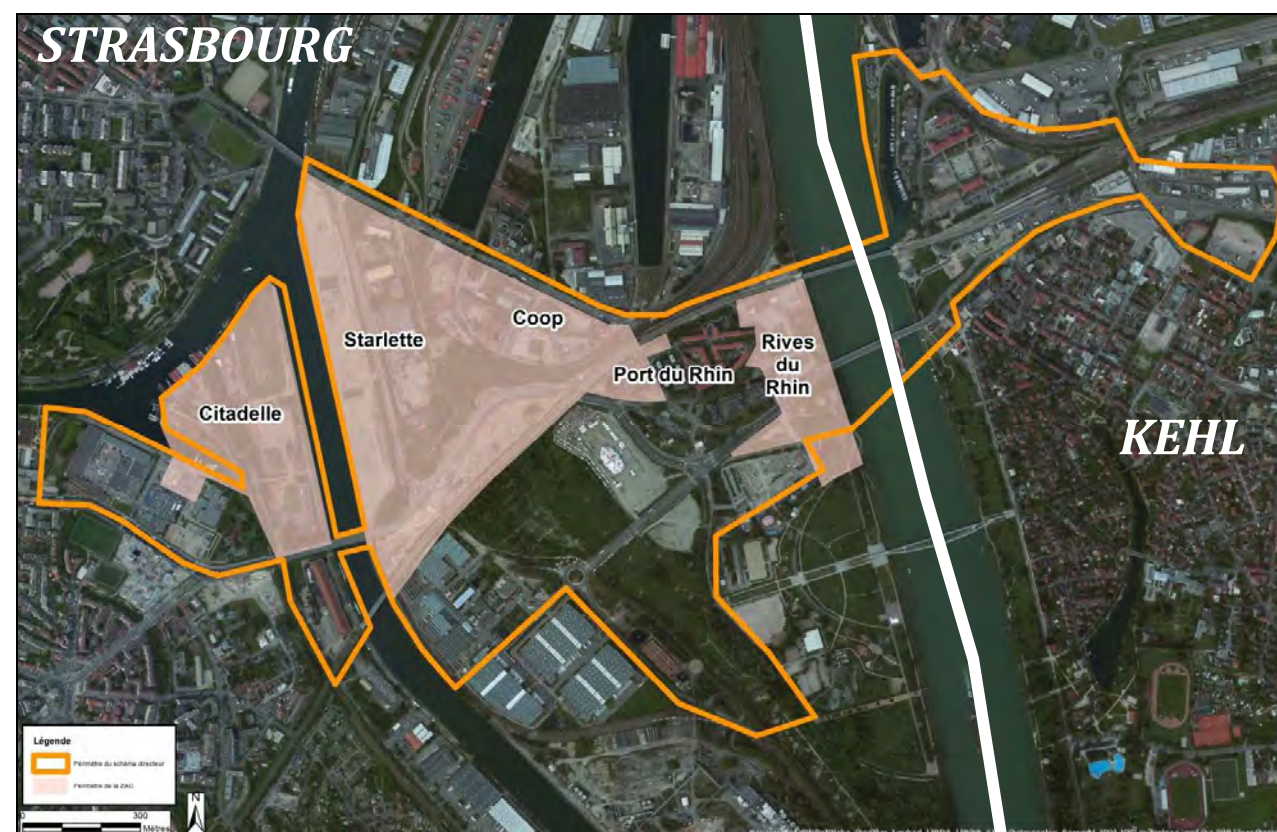 STRASBOURG
Coop
Starlette
Rives
du
Rhin
Port du Rhin
Citadelle
KEHL
Légende
Périmètre du schéma directeur
Périmètre de la ZAC
N
0 300
Mètres